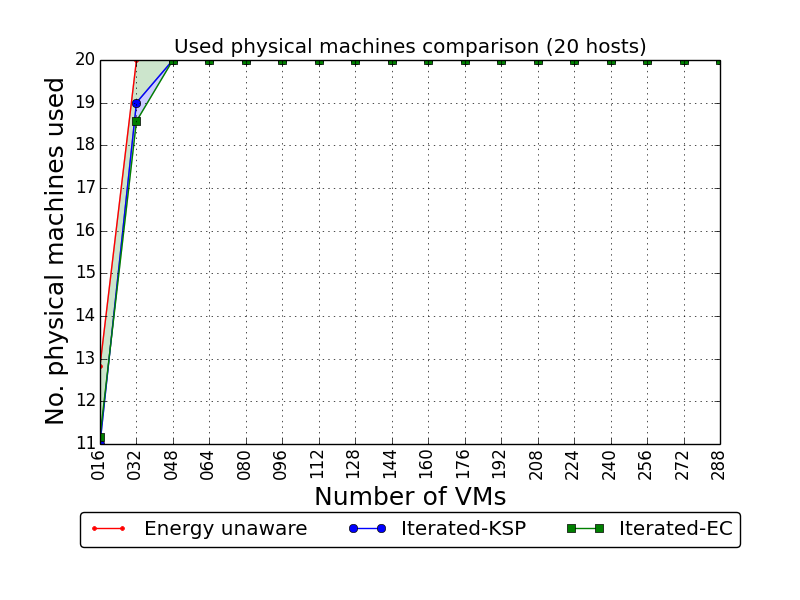 Used physical machines comparison (20 hosts)
20
19
18
17
16
15
14
13
12
11
No. physical machines used
016 032 048 064 080 096 112 128 144 160 176 192 208 224 240 256 272 288
Number of VMs
Energy unaware Iterated-KSP Iterated-EC